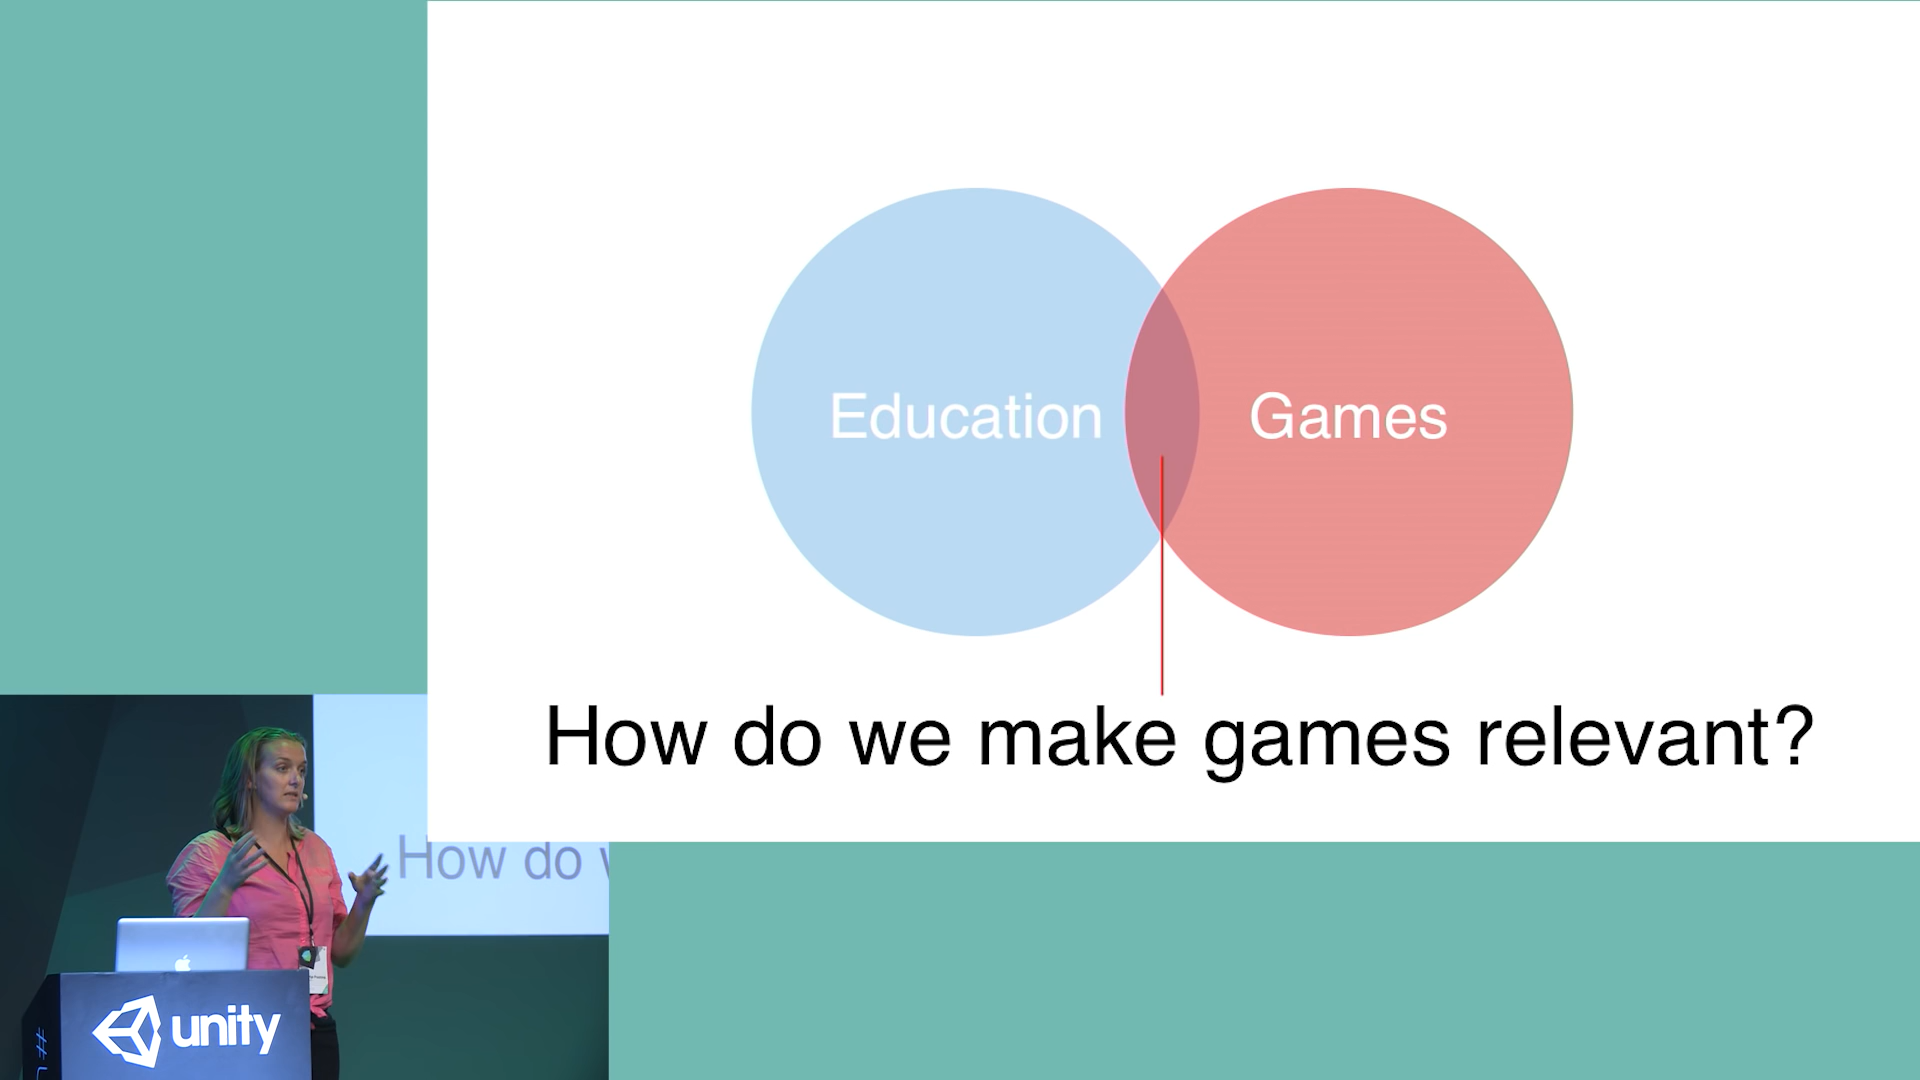 Education
Games
How do we make games relevant?
How do
unity
#